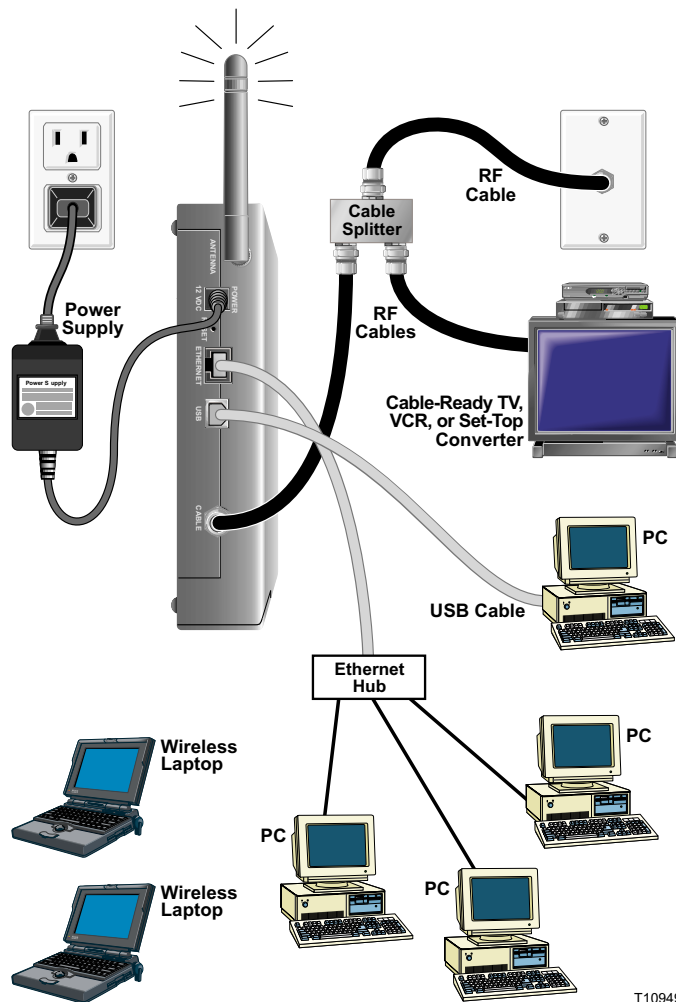 RF
Cable
Cable
Splitter
ANTENNA
POWER
12 VDC
Power
Supply
RF
Cables
ETHERNET
Power S upply
USB
Cable-Ready TV,
VCR, or Set-Top
Converter
CABLE
PC
USB Cable
Ethernet
Hub
PC
Wireless
Laptop
PC
PC
Wireless
Laptop
T10949